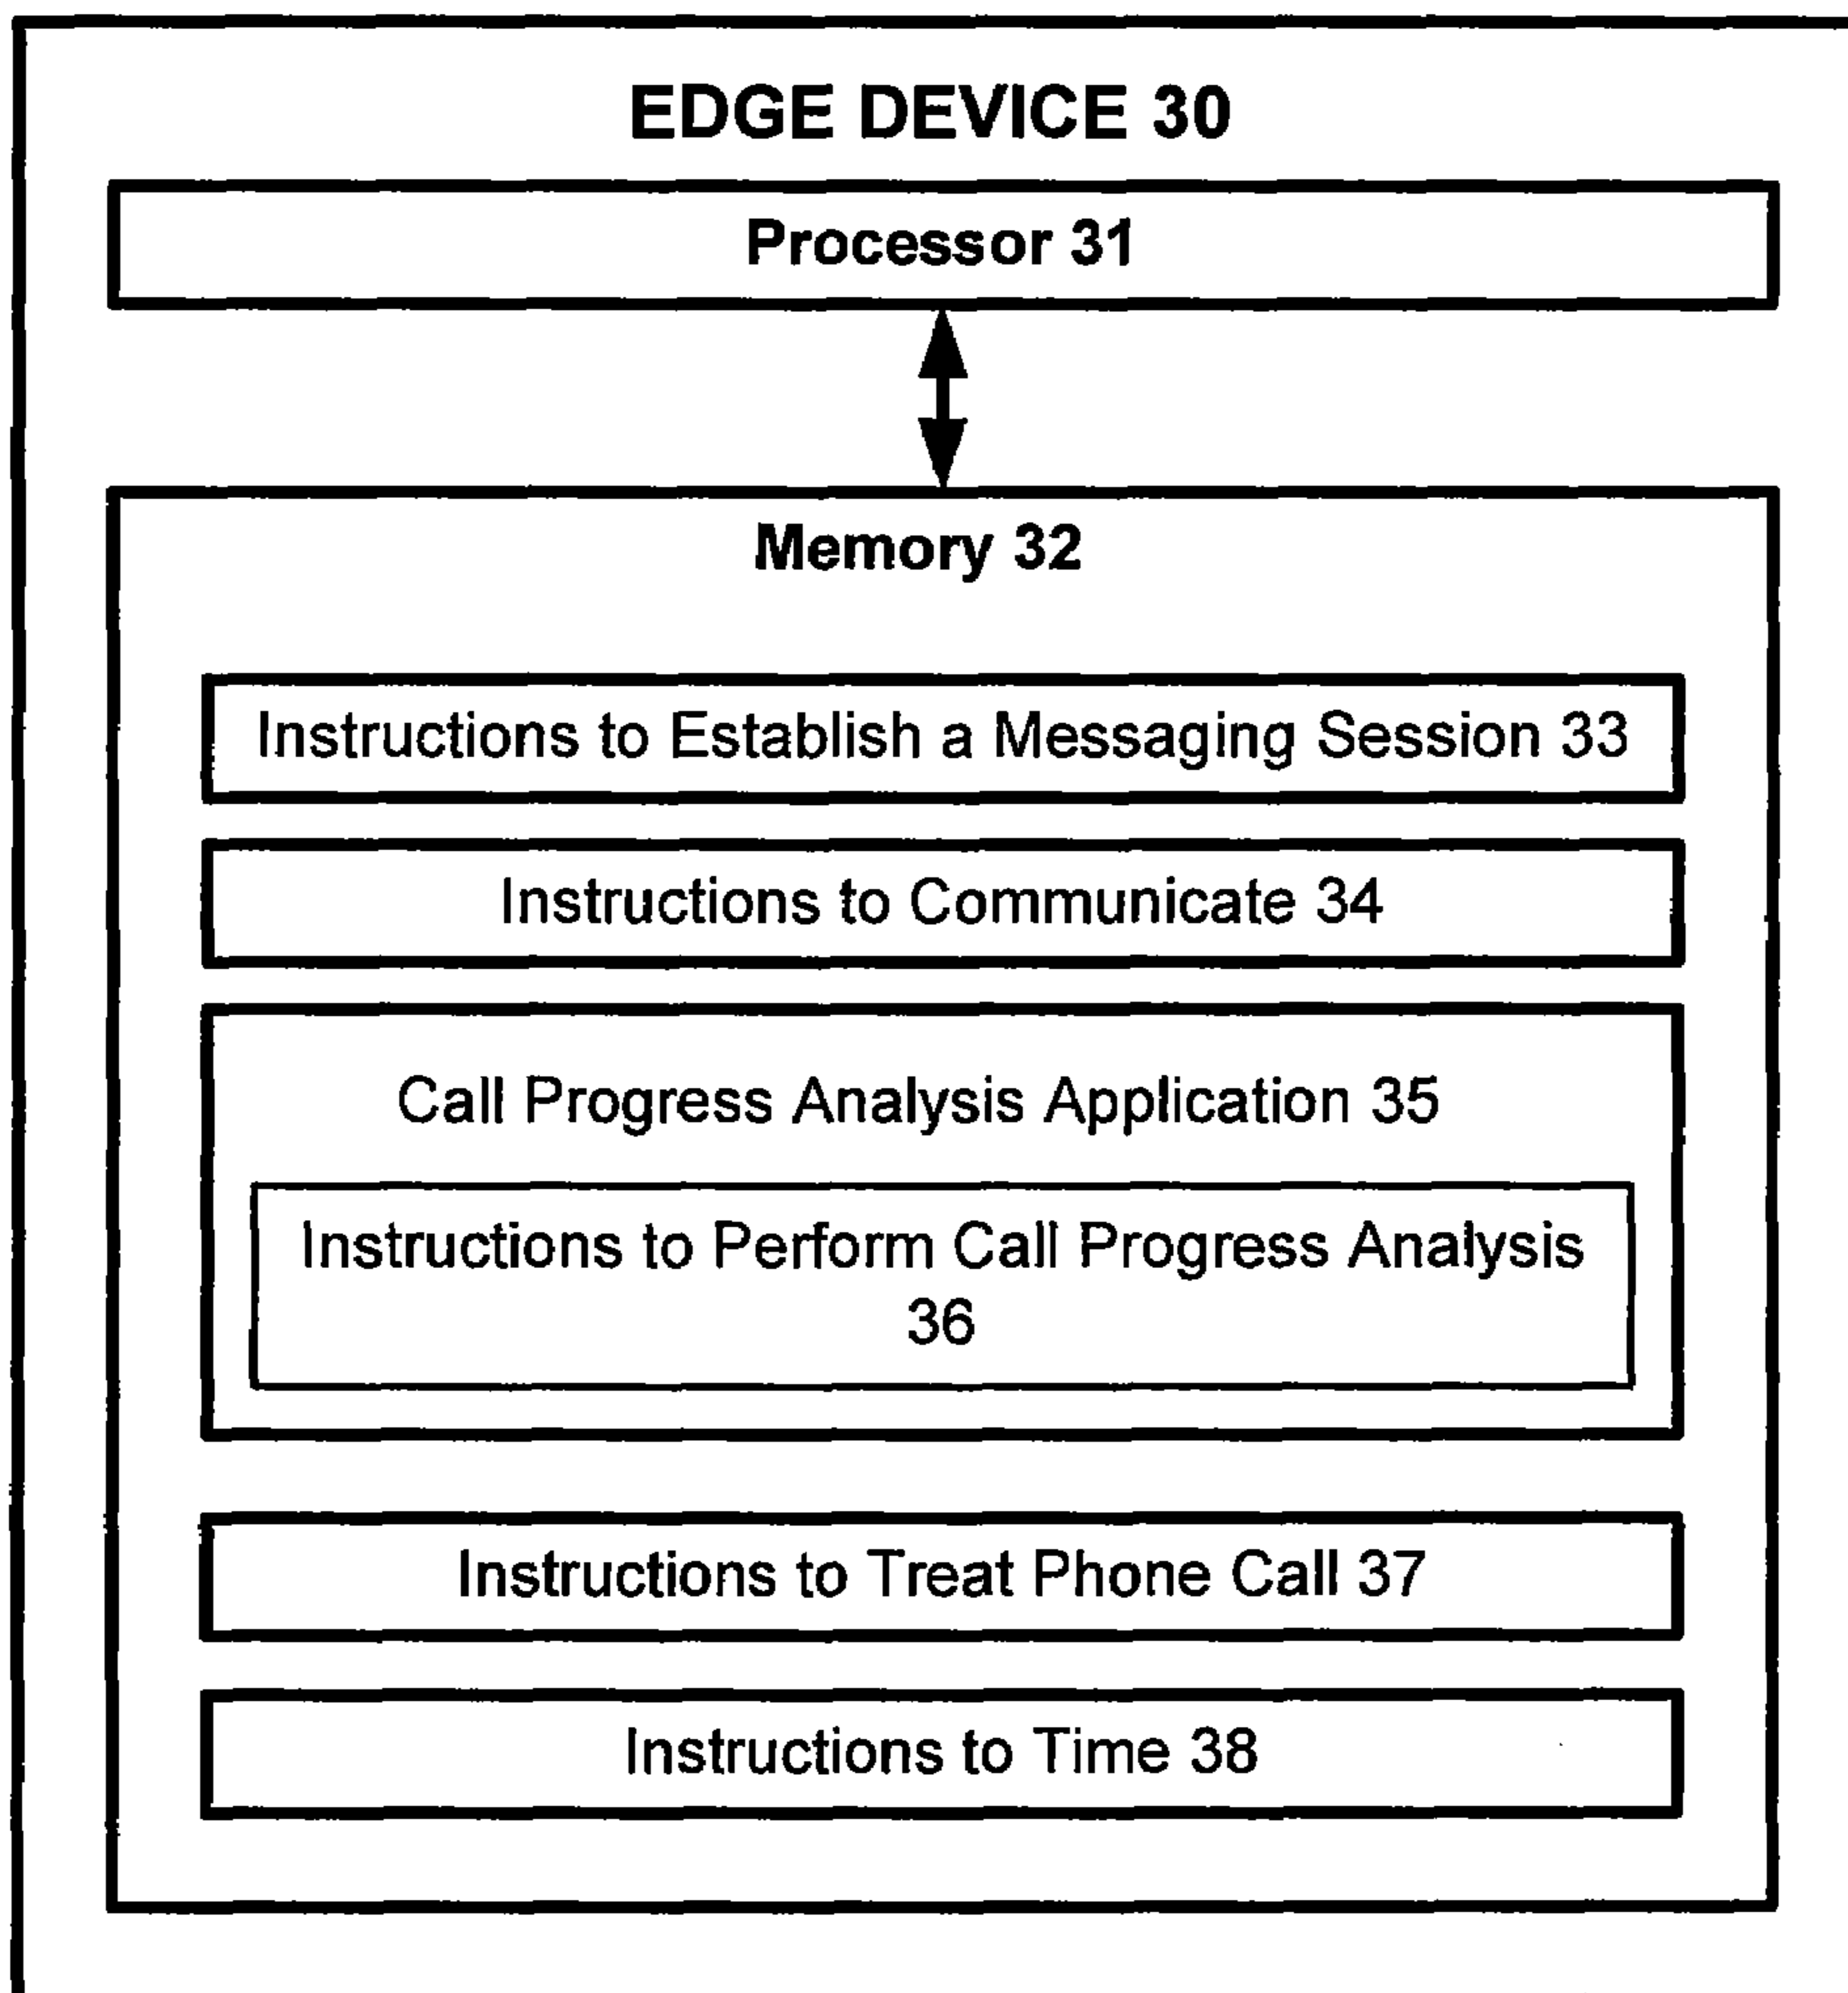 EDGE DEVICE 30
Processor 31
Memory 32
Instructions to Establish a Messaging Session 33
Instructions to Communicate 34
Call Progress Analysis Application 35
Instructions to Perform Call Progress Analysis
36
Instructions to Treat Phone Call 37
Instructions to Time 38